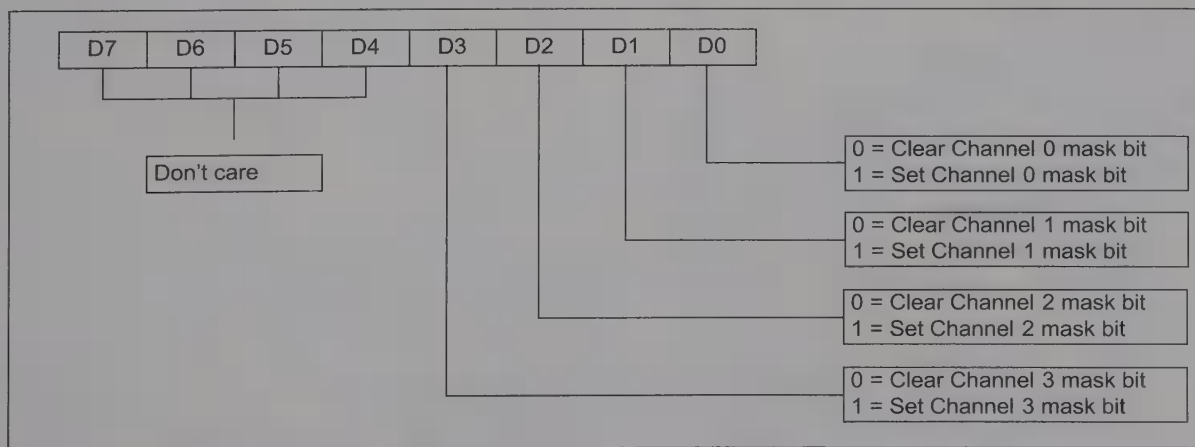 D7 D6 D5 D4 D3 D2 D1 D0
Don't care
0 = Clear Channel 0 mask bit
1 = Set Channel 0 mask bit
0 = Clear Channel 1 mask bit
1 = Set Channel 1 mask bit
0 = Clear Channel 2 mask bit
1 = Set Channel 2 mask bit
0 = Clear Channel 3 mask bit
1 = Set Channel 3 mask bit